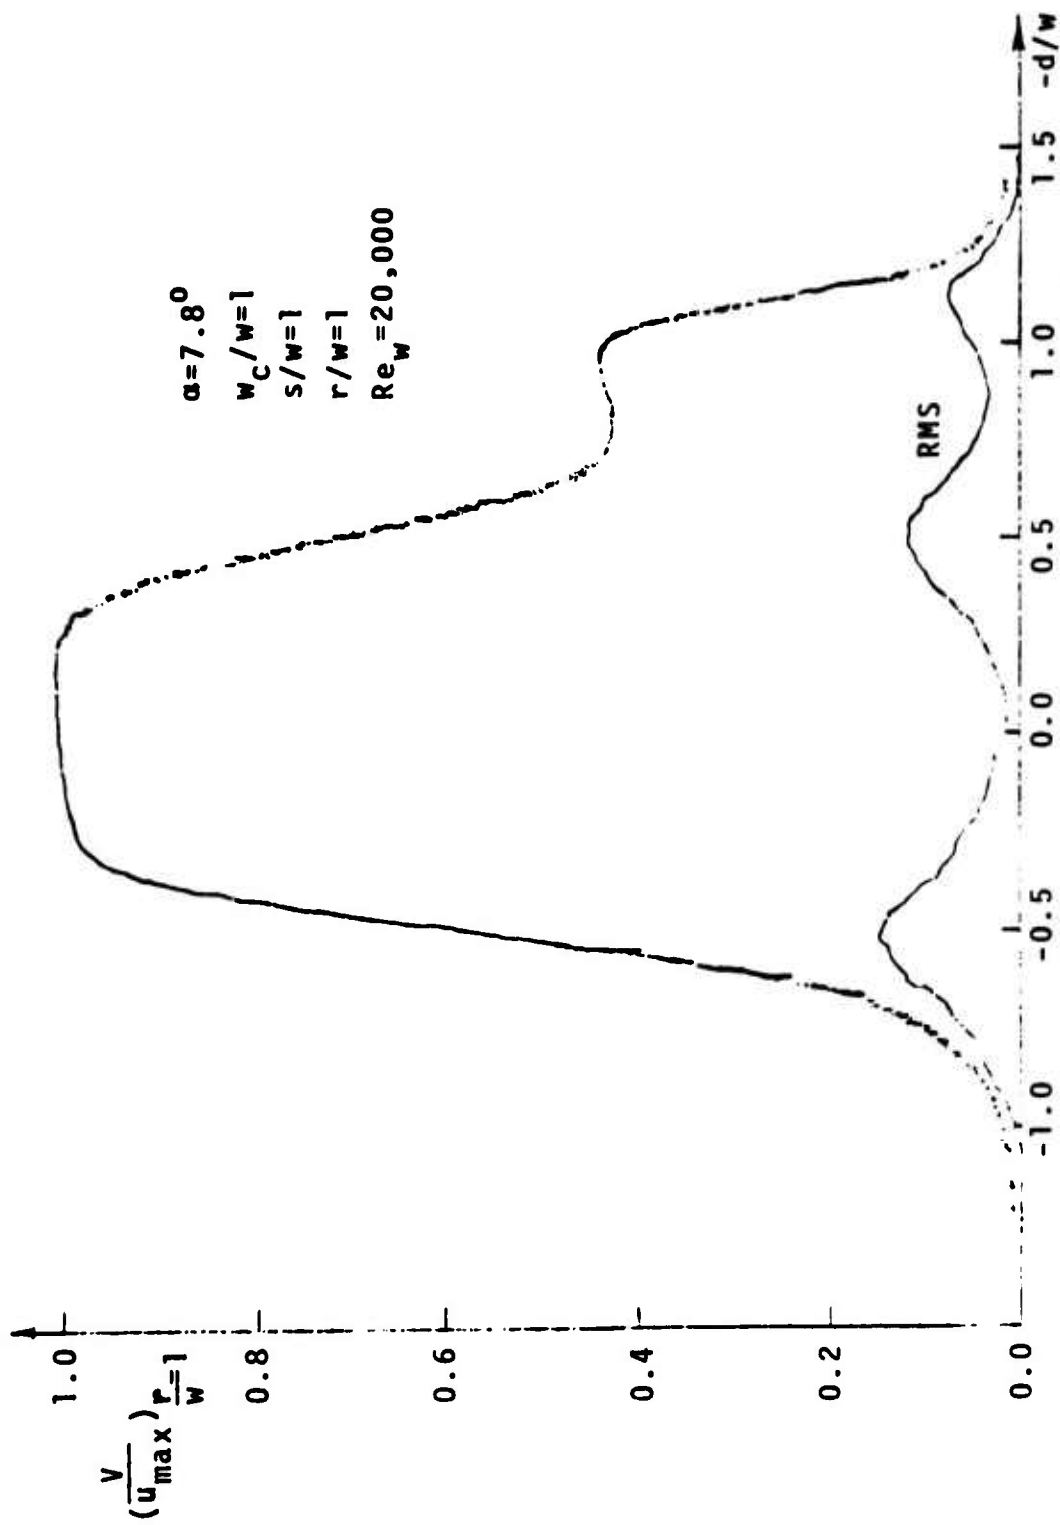 V
(u_max) r/w=1
1.0
0.8
0.6
0.4
0.2
0.0
α=7.8°
w_c/w=1
s/w=1
r/w=1
Re_w=20,000
RMS
-1.0
-0.5
0.0
0.5
1.0
1.5
-d/w